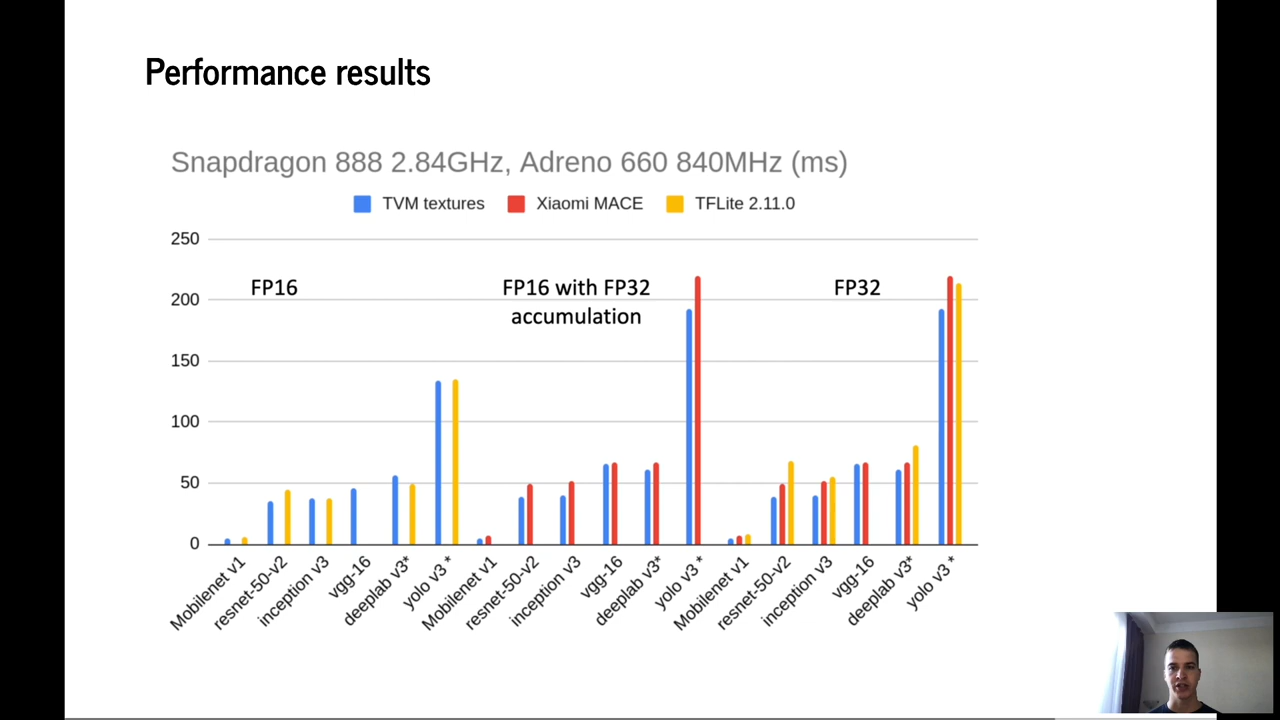 Performance results
Snapdragon 888 2.84GHz, Adreno 660 840MHz (ms)
TVM textures
Xiaomi MACE
TFLite 2.11.0
250
200
150
100
50
0
FP16
FP16 with FP32
accumulation
FP32
Mobilenet v1
resnet-50-v2
inception v3
vgg-16
deeplab v3*
yolo v3 *
Mobilenet v1
resnet-50-v2
inception v3
vgg-16
deeplab v3*
yolo v3 *
Mobilenet v1
resnet-50-v2
inception v3
vgg-16
deeplab v3*
yolo v3 *